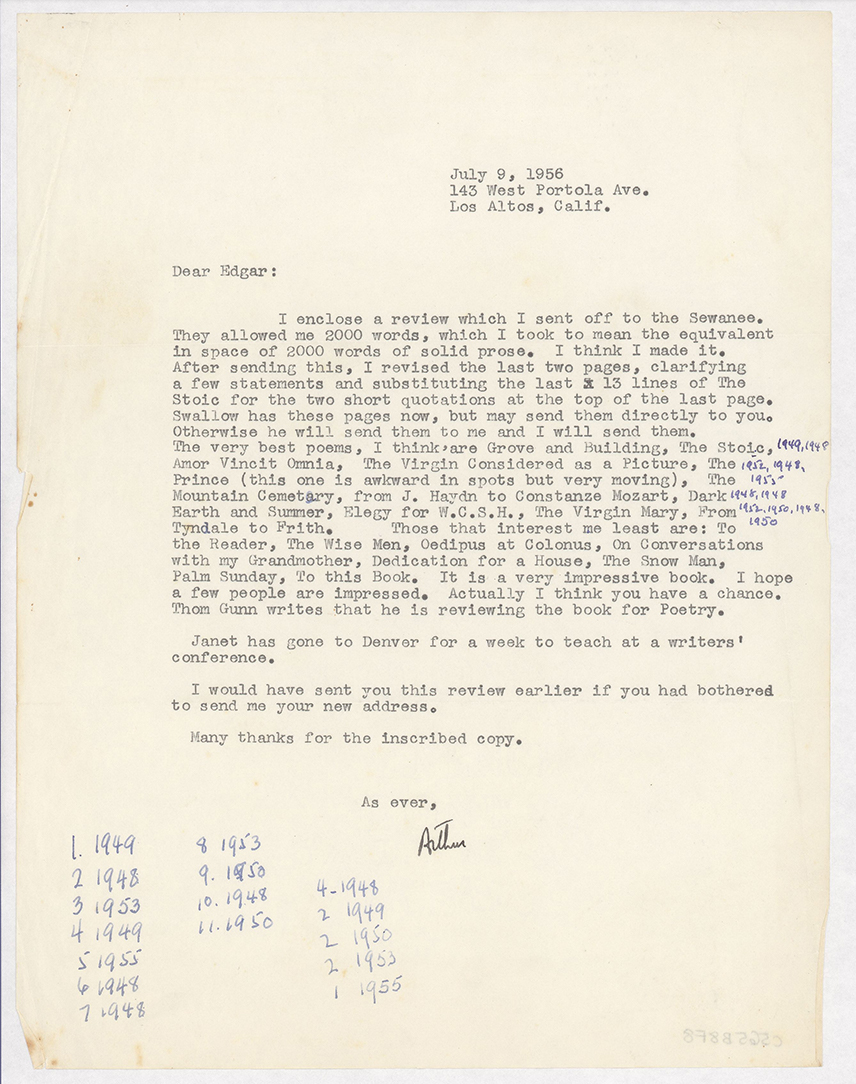 July 9, 1956
143 West Portola Ave.
Los Altos, Calif.
Dear Edgar:
I enclose a review which I sent off to the Sewanee.
They allowed me 2000 words, which I took to mean the equivalent
in space of 2000 words of solid prose. I think I made it.
After sending this, I revised the last two pages, clarifying
a few statements and substituting the last 13 lines of The
Stoic for the two short quotations at the top of the last page.
Swallow has these pages now, but may send them directly to you.
Otherwise he will send them to me and I will send them.
The very best poems, I think, are Grove and Building, The Stoic, 1949, 1948
Amor Vincit Omnia, The Virgin Considered as a Picture, The 1952, 1948,
Prince (this one is awkward in spots but very moving), The 1955
Mountain Cemetary, from J. Haydn to Constanze Mozart, Dark 1948, 1948
Earth and Summer, Elegy for W.C.S.H., The Virgin Mary, From 1952, 1950, 1948,
Tyndale to Frith. Those that interest me least are: To 1950
the Reader, The Wise Men, Oedipus at Colonus, On Conversations
with my Grandmother, Dedication for a House, The Snow Man,
Palm Sunday, To this Book. It is a very impressive book. I hope
a few people are impressed. Actually I think you have a chance.
Thom Gunn writes that he is reviewing the book for Poetry.
Janet has gone to Denver for a week to teach at a writers'
conference.
I would have sent you this review earlier if you had bothered
to send me your new address.
Many thanks for the inscribed copy.
As ever,
Arthur
1. 1949
2 1948
3 1953
4 1949
5 1955
6 1948
7 1948
8 1953
9. 1950
10. 1948
11. 1950
4 - 1948
2 1949
2 1950
2 1953
1 1955